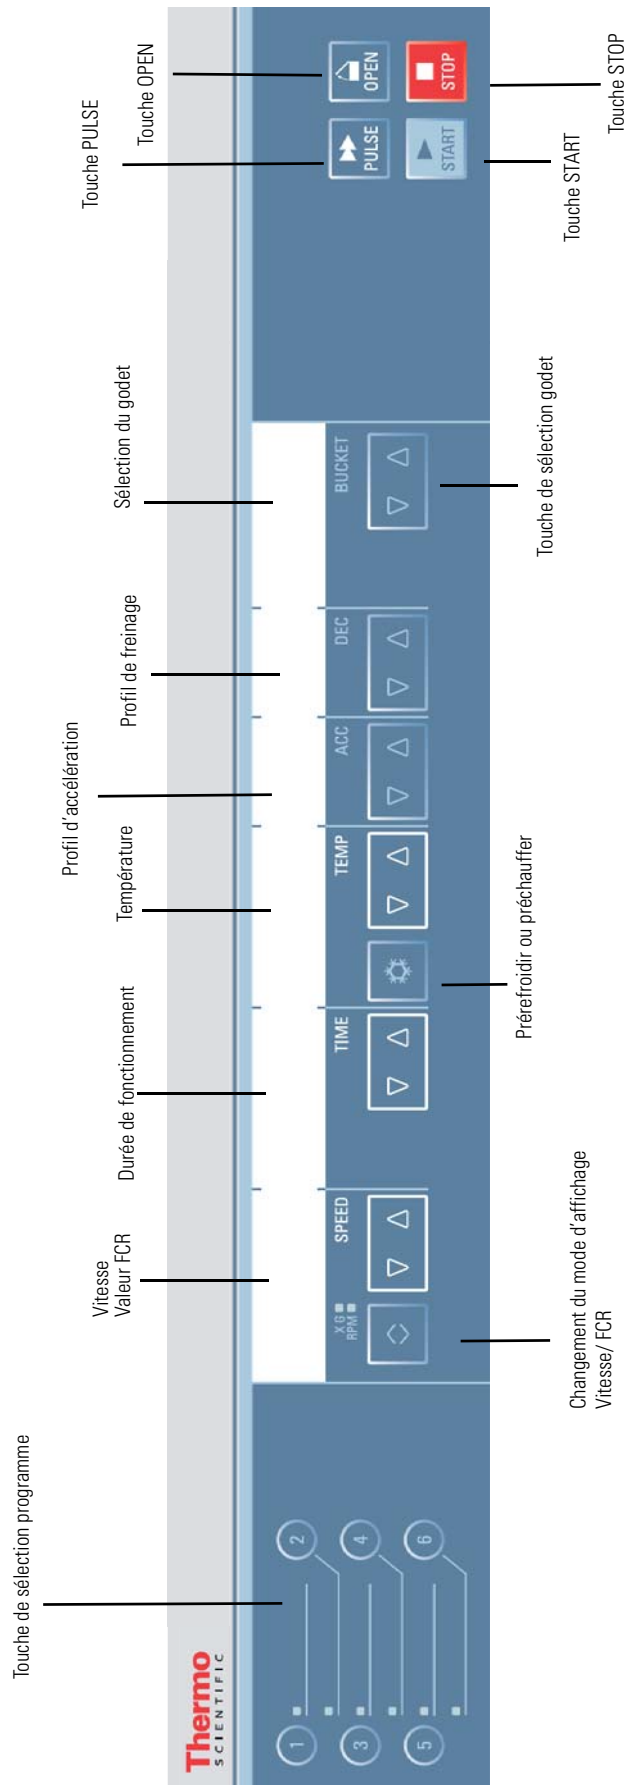 Touche de sélection programme
Vitesse
Valeur FCR
Durée de fonctionnement
Température
Profil d’accélération
Profil de freinage
Sélection du godet
Touche PULSE
Touche OPEN
Thermo
SCIENTIFIC
1
2
3
4
5
6
X G
RPM
SPEED
TIME
TEMP
ACC
DEC
BUCKET
PULSE
OPEN
START
STOP
Changement du mode d’affichage
Vitesse/ FCR
Prérefroidir ou préchauffer
Touche de sélection godet
Touche START
Touche STOP